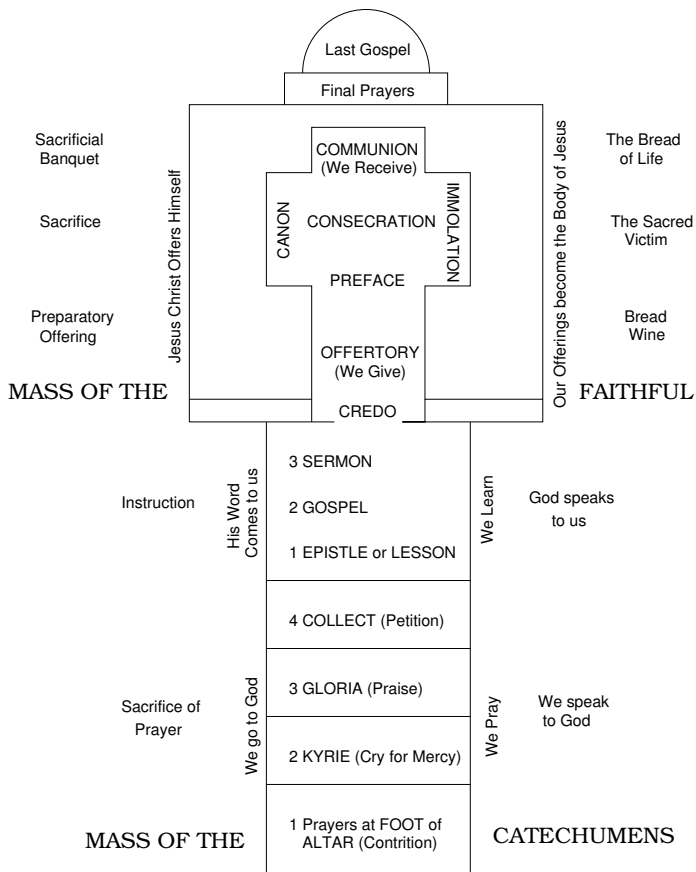 Last Gospel
Final Prayers
Sacrificial
Banquet
COMMUNION
(We Receive)
The Bread
of Life
Jesus Christ Offers Himself
Our Offerings become the Body of Jesus
Sacrifice
CANON
CONSECRATION
IMMOLATION
The Sacred
Victim
PREFACE
Preparatory
Offering
Bread
Wine
OFFERTORY
(We Give)
MASS OF THE
FAITHFUL
CREDO
3 SERMON
Instruction
His Word
Comes to us
2 GOSPEL
We Learn
God speaks
to us
1 EPISTLE or LESSON
4 COLLECT (Petition)
Sacrifice of
Prayer
We go to God
3 GLORIA (Praise)
We Pray
We speak
to God
2 KYRIE (Cry for Mercy)
MASS OF THE
1 Prayers at FOOT of
ALTAR (Contrition)
CATECHUMENS